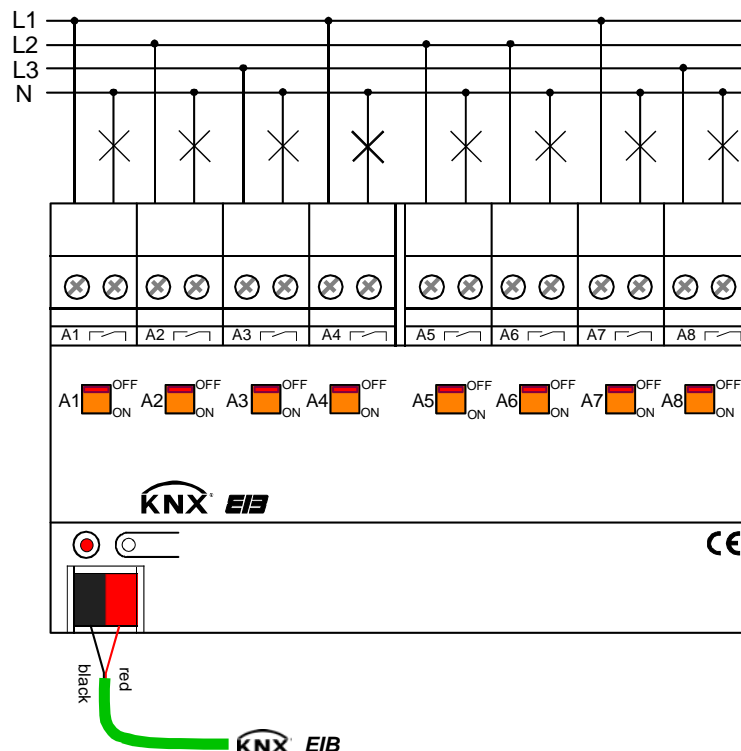 L1
L2
L3
N
A1 A2 A3 A4 A5 A6 A7 A8
A1 OFF ON A2 OFF ON A3 OFF ON A4 OFF ON A5 OFF ON A6 OFF ON A7 OFF ON A8 OFF ON
KNX EIB
CE
black red
KNX EIB